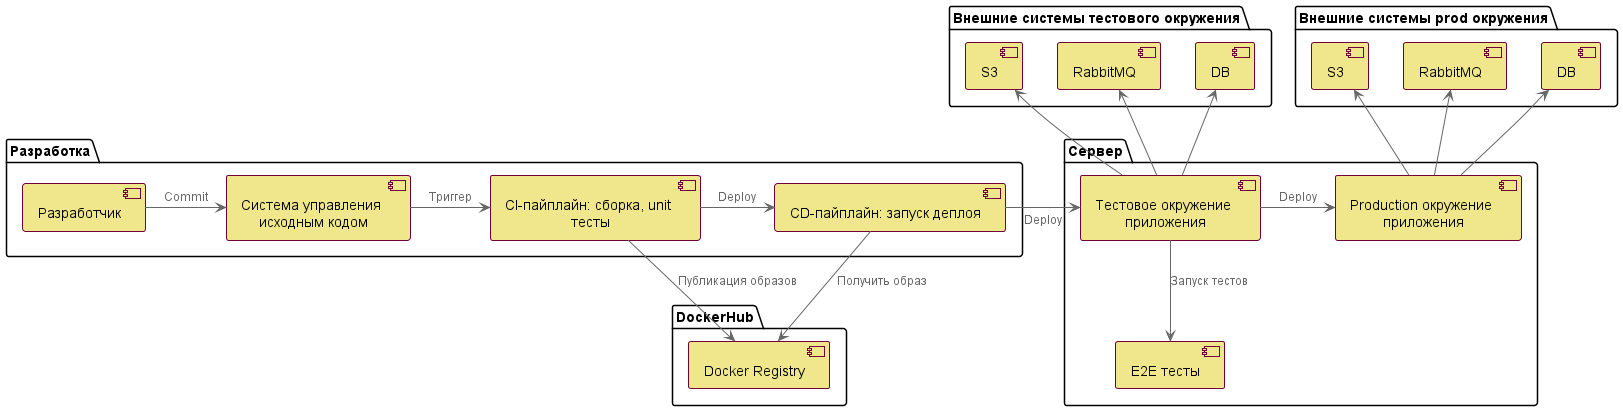 Внешние системы тестового окружения
S3
RabbitMQ
DB
Внешние системы prod окружения
S3
RabbitMQ
DB
Разработка
Разработчик
Commit
Система управления
исходным кодом
Триггер
CI-пайплайн: сборка, unit
тесты
Deploy
CD-пайплайн: запуск деплоя
Deploy
Сервер
Тестовое окружение
приложения
Deploy
Production окружение
приложения
Публикация образов
Получить образ
Запуск тестов
DockerHub
Docker Registry
E2E тесты